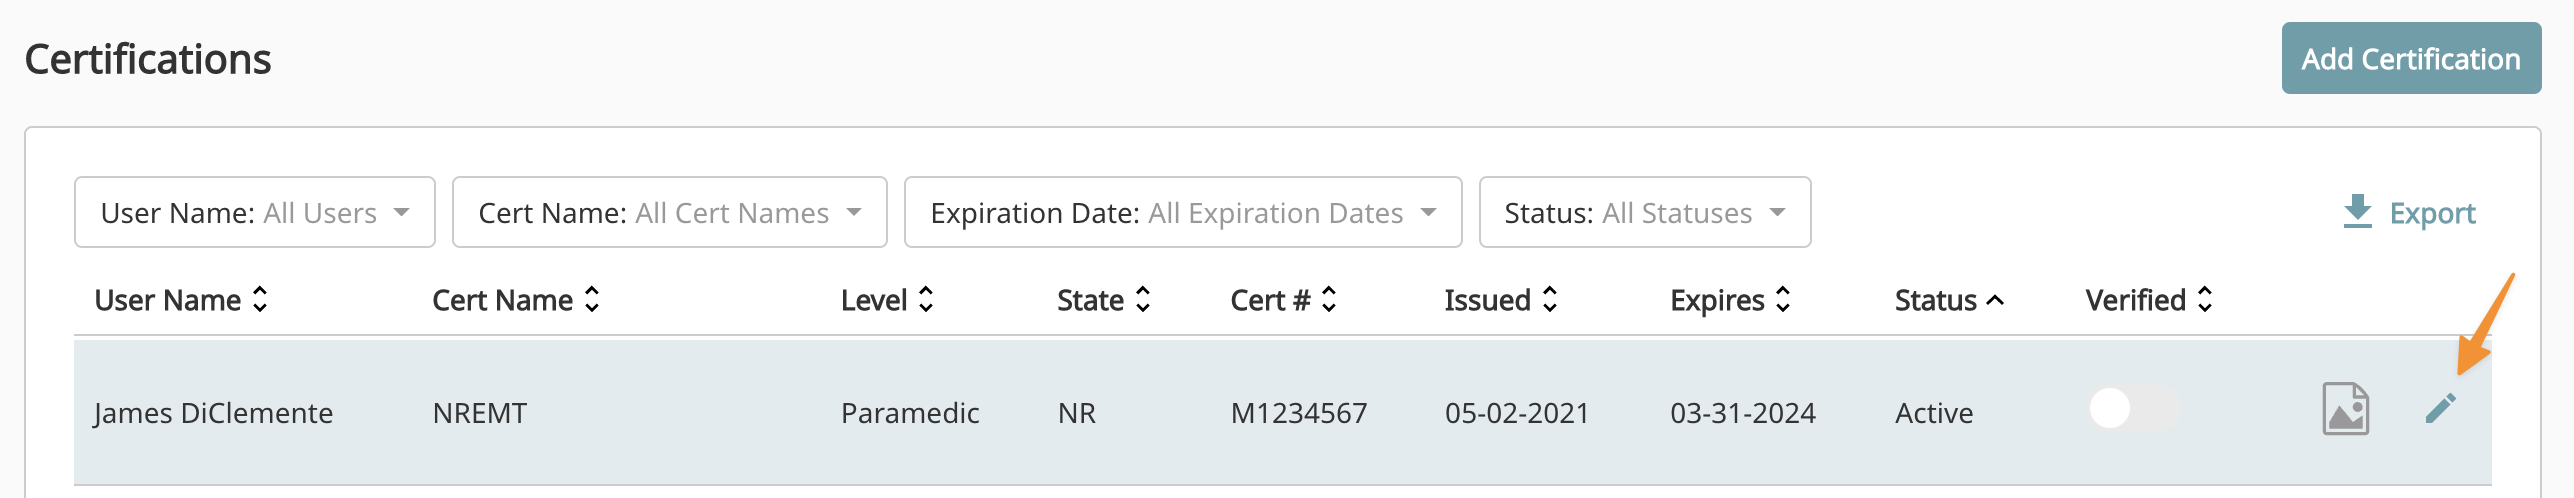 Certifications
Add Certification
User Name: All Users
Cert Name: All Cert Names
Expiration Date: All Expiration Dates
Status: All Statuses
Export
User Name Cert Name Level State Cert # Issued Expires Status Verified
James DiClemente NREMT Paramedic NR M1234567 05-02-2021 03-31-2024 Active